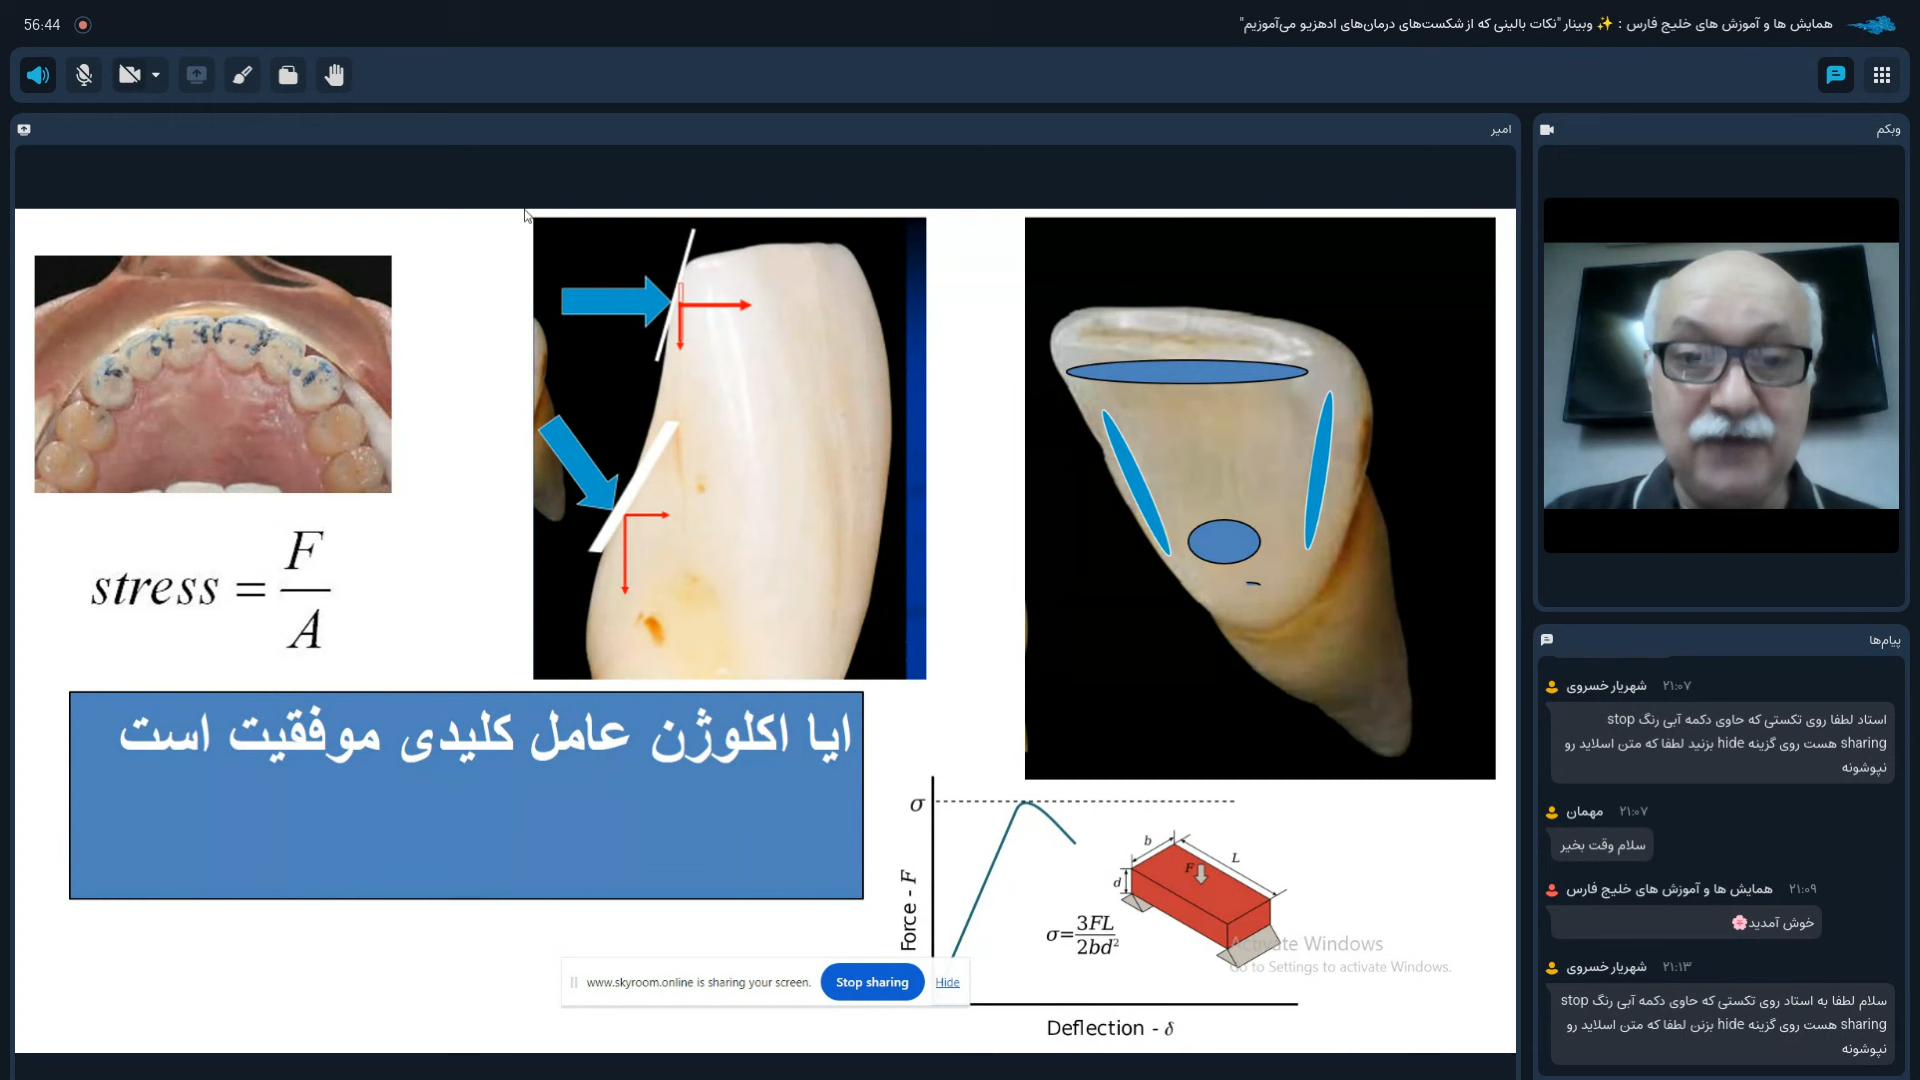 56:44
همایش ها و آموزش های خلیج فارس : ✨ وبینار "نکات بالینی که از شکست‌های درمان‌های ادهزیو می‌آموزیم"
امیر
stress = F/A
ایا اکلوژن عامل کلیدی موفقیت است
σ
Force - F
Deflection - δ
σ=3FL/2bd²
b
L
d
F
Activate Windows
Go to Settings to activate Windows.
www.skyroom.online is sharing your screen.
Stop sharing
Hide
وبکم
پیام‌ها
شهریار خسروی ۲۱:۰۷
استاد لطفا روی تکستی که حاوی دکمه آبی رنگ stop
sharing هست روی گزینه hide بزنید لطفا که متن اسلاید رو
نپوشونه
مهمان ۲۱:۰۷
سلام وقت بخیر
همایش ها و آموزش های خلیج فارس ۲۱:۰۹
خوش آمدید🌸
شهریار خسروی ۲۱:۱۳
سلام لطفا به استاد روی تکستی که حاوی دکمه آبی رنگ stop
sharing هست روی گزینه hide بزنن لطفا که متن اسلاید رو
نپوشونه